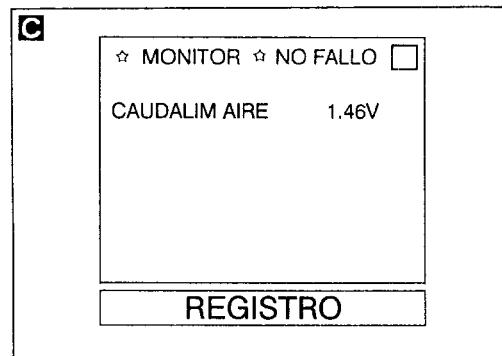 C
☆ MONITOR ☆ NO FALLO □
CAUDALIM AIRE 1.46V
REGISTRO